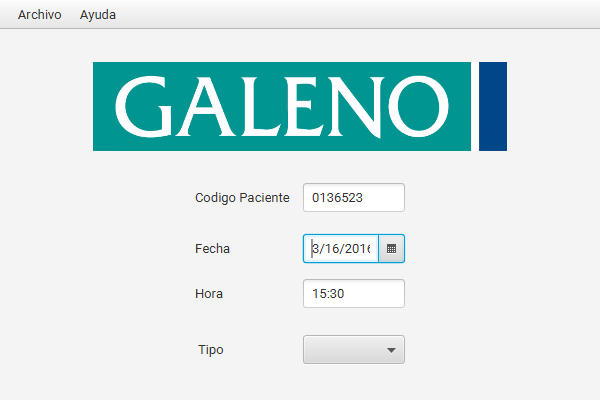 Archivo Ayuda
GALENO
Codigo Paciente 0136523
Fecha 3/16/2016
Hora 15:30
Tipo